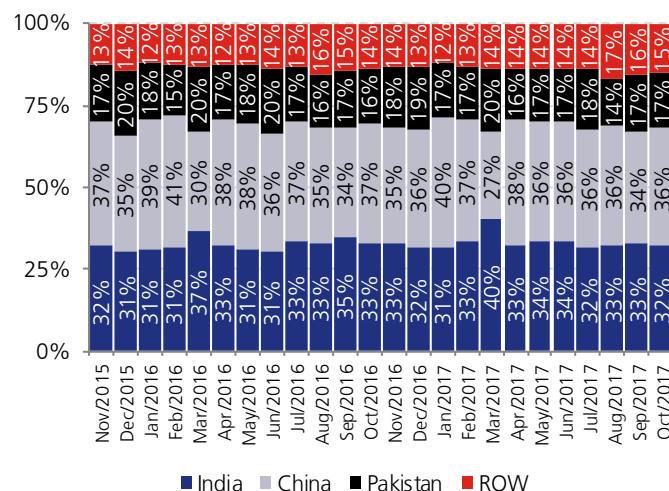 100%
13% 14% 12% 13% 13% 12% 13% 14% 13% 16% 15% 14% 14% 13% 12% 13% 14% 14% 14% 14% 14% 17% 16% 15%
17% 20% 18% 15% 20% 17% 18% 20% 17% 16% 17% 16% 18% 19% 17% 17% 20% 16% 17% 17% 18% 14% 17% 17%
75%
37% 35% 39% 41% 30% 38% 38% 36% 37% 35% 34% 37% 35% 36% 40% 37% 27% 38% 36% 36% 36% 36% 34% 36%
50%
25%
32% 31% 31% 31% 37% 33% 31% 31% 33% 33% 35% 33% 33% 32% 31% 33% 40% 33% 34% 34% 32% 33% 33% 32%
0%
Nov/2015 Dec/2015 Jan/2016 Feb/2016 Mar/2016 Apr/2016 May/2016 Jun/2016 Jul/2016 Aug/2016 Sep/2016 Oct/2016 Nov/2016 Dec/2016 Jan/2017 Feb/2017 Mar/2017 Apr/2017 May/2017 Jun/2017 Jul/2017 Aug/2017 Sep/2017 Oct/2017
India China Pakistan ROW